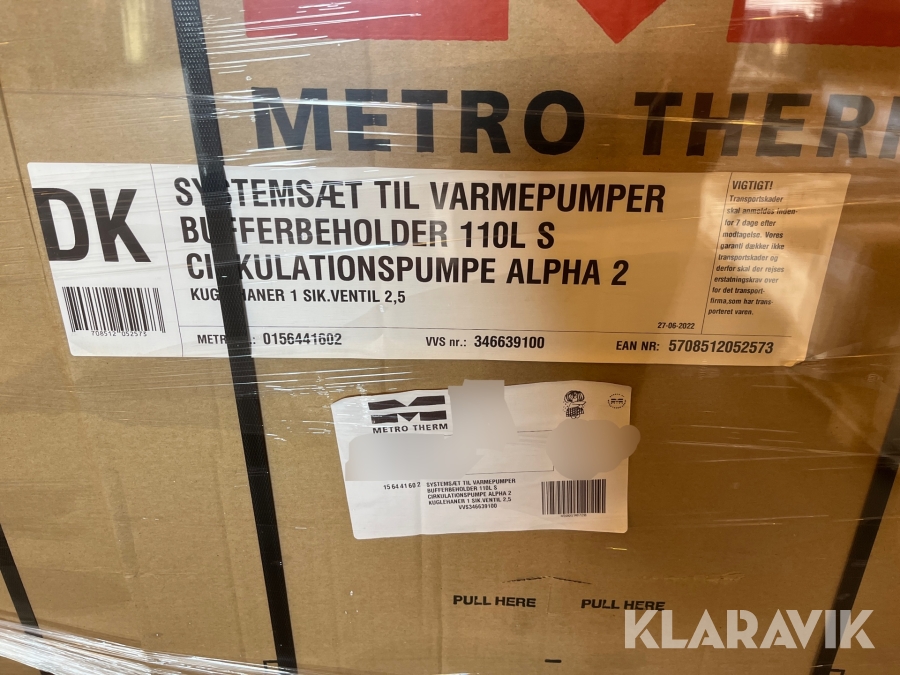 METRO THER
DK
SYSTEMSÆT TIL VARMEPUMPER
BUFFERBEHOLDER 110L S
CIRKULATIONSPUMPE ALPHA 2
KUGLEHANER 1 SIK.VENTIL 2,5
VIGTIGT!
Transportskader
skal anmeldes inden-
for 7 dage efter
modtagelse. Vores
garanti dækker ikke
transportskader og
derfor skal der rejses
erstatningskrav over
for det transport-
firma,som har trans-
porteret varen.
708512 052573
27-06-2022
METR 0156441602
VVS nr.: 346639100
EAN NR: 5708512052573
METRO THERM
15 64 41 60 2
SYSTEMSÆT TIL VARMEPUMPER
BUFFERBEHOLDER 110L S
CIRKULATIONSPUMPE ALPHA 2
KUGLEHANER 1 SIK.VENTIL 2,5
VVS346639100
PULL HERE PULL HERE
KLARAVIK